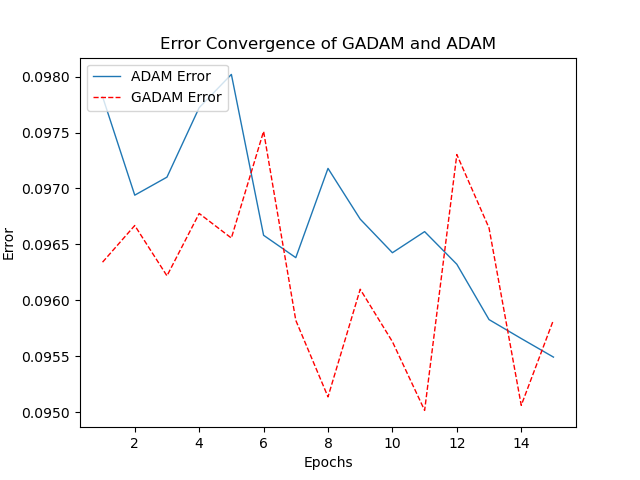 Error Convergence of GADAM and ADAM
ADAM Error
GADAM Error
0.0980
0.0975
0.0970
0.0965
0.0960
0.0955
0.0950
Error
2 4 6 8 10 12 14
Epochs